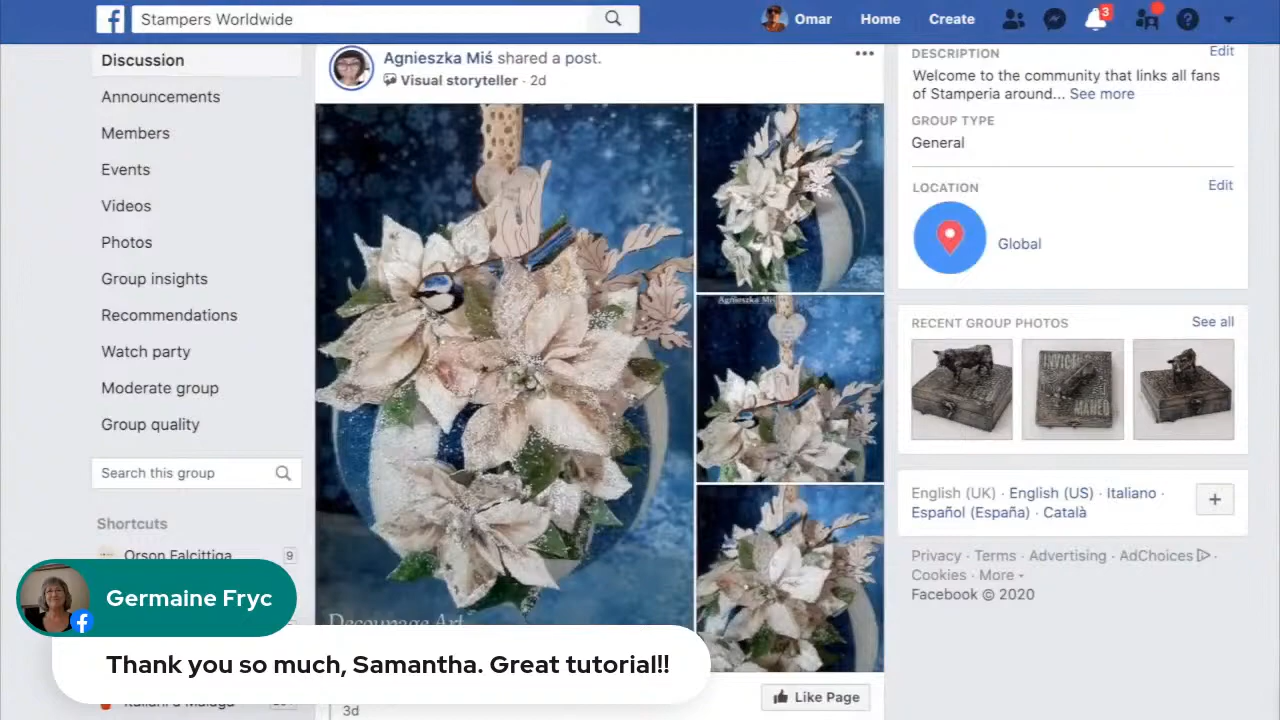 Stampers Worldwide
Omar
Home
Create
3
Discussion
Announcements
Members
Events
Videos
Photos
Group insights
Recommendations
Watch party
Moderate group
Group quality
Search this group
Shortcuts
Orson Falcittiga
9
Agnieszka Miś shared a post.
Visual storyteller · 2d
Agnieszka Miś
Decoupage Art
Like Page
3d
DESCRIPTION
Edit
Welcome to the community that links all fans
of Stamperia around... See more
GROUP TYPE
General
LOCATION
Edit
Global
RECENT GROUP PHOTOS
See all
English (UK) · English (US) · Italiano ·
Español (España) · Català
+
Privacy · Terms · Advertising · AdChoices ·
Cookies · More
Facebook © 2020
Germaine Fryc
Thank you so much, Samantha. Great tutorial!!